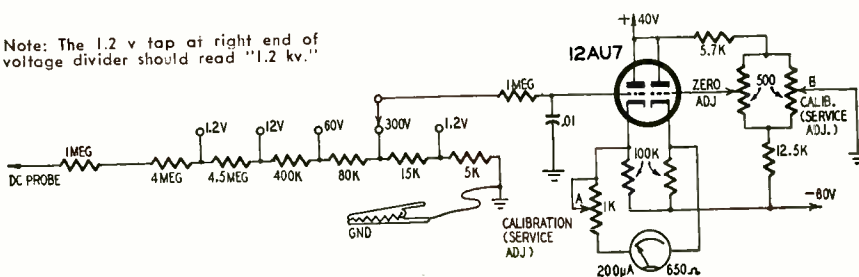 Note: The 1.2 v tap at right end of
voltage divider should read "1.2 kv."
+40V
12AU7
5.7K
1MEG
ZERO
ADJ
500
B
CALIB.
(SERVICE
ADJ.)
.01
1.2V
12V
60V
300V
1.2V
1MEG
DC PROBE
4MEG
4.5MEG
400K
80K
15K
5K
100K
12.5K
GND
A
1K
CALIBRATION
(SERVICE
ADJ)
-80V
200μA
650Ω